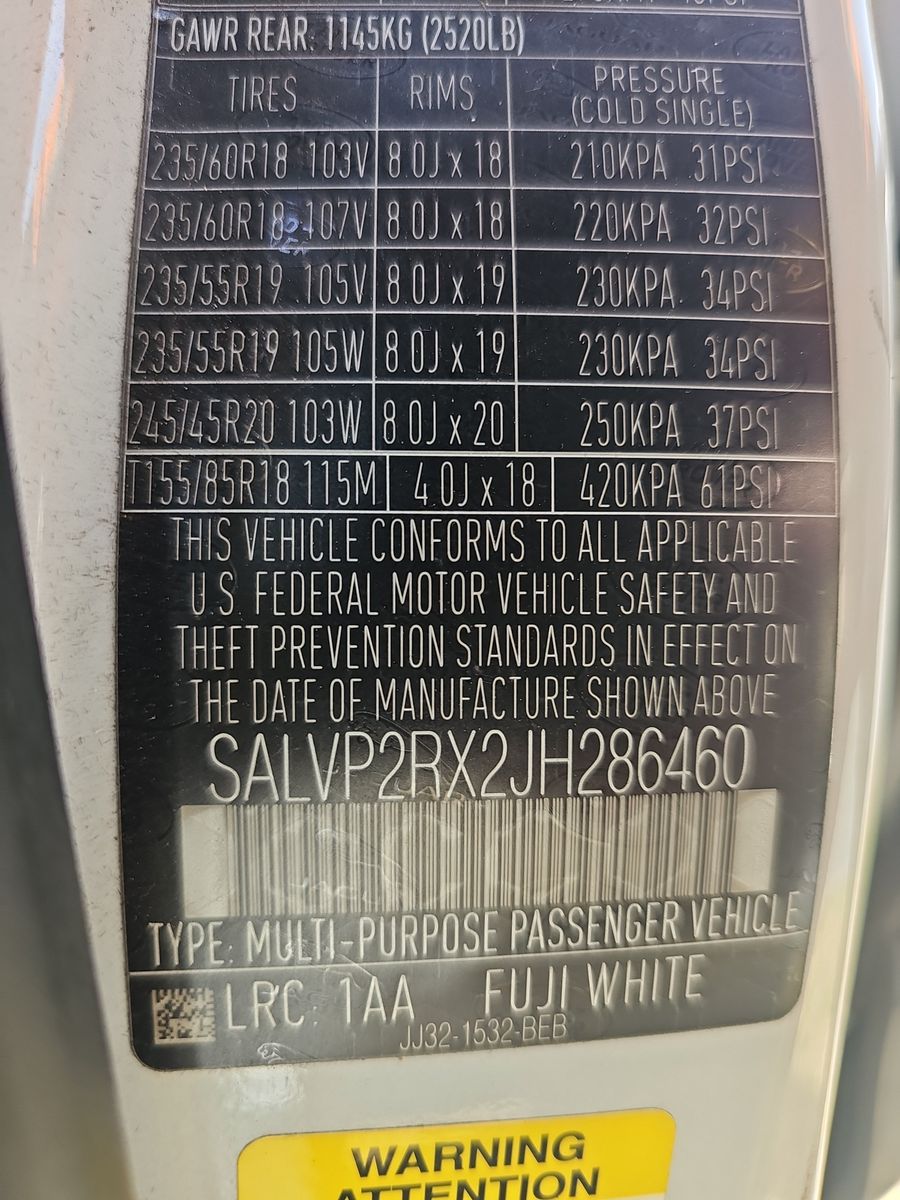 GAWR REAR: 1145KG (2520LB)
TIRES RIMS PRESSURE
(COLD SINGLE)
235/60R18 103V 8.0J x 18 210KPA 31PSI
235/60R18 107V 8.0J x 18 220KPA 32PSI
235/55R19 105V 8.0J x 19 230KPA 34PSI
235/55R19 105W 8.0J x 19 230KPA 34PSI
245/45R20 103W 8.0J x 20 250KPA 37PSI
T155/85R18 115M 4.0J x 18 420KPA 61PSI
THIS VEHICLE CONFORMS TO ALL APPLICABLE
U.S. FEDERAL MOTOR VEHICLE SAFETY AND
THEFT PREVENTION STANDARDS IN EFFECT ON
THE DATE OF MANUFACTURE SHOWN ABOVE
SALVP2RX2JH286460
TYPE: MULTI-PURPOSE PASSENGER VEHICLE
LRC: 1AA FUJI WHITE
JJ32-1532-BEB
WARNING
ATTENTION